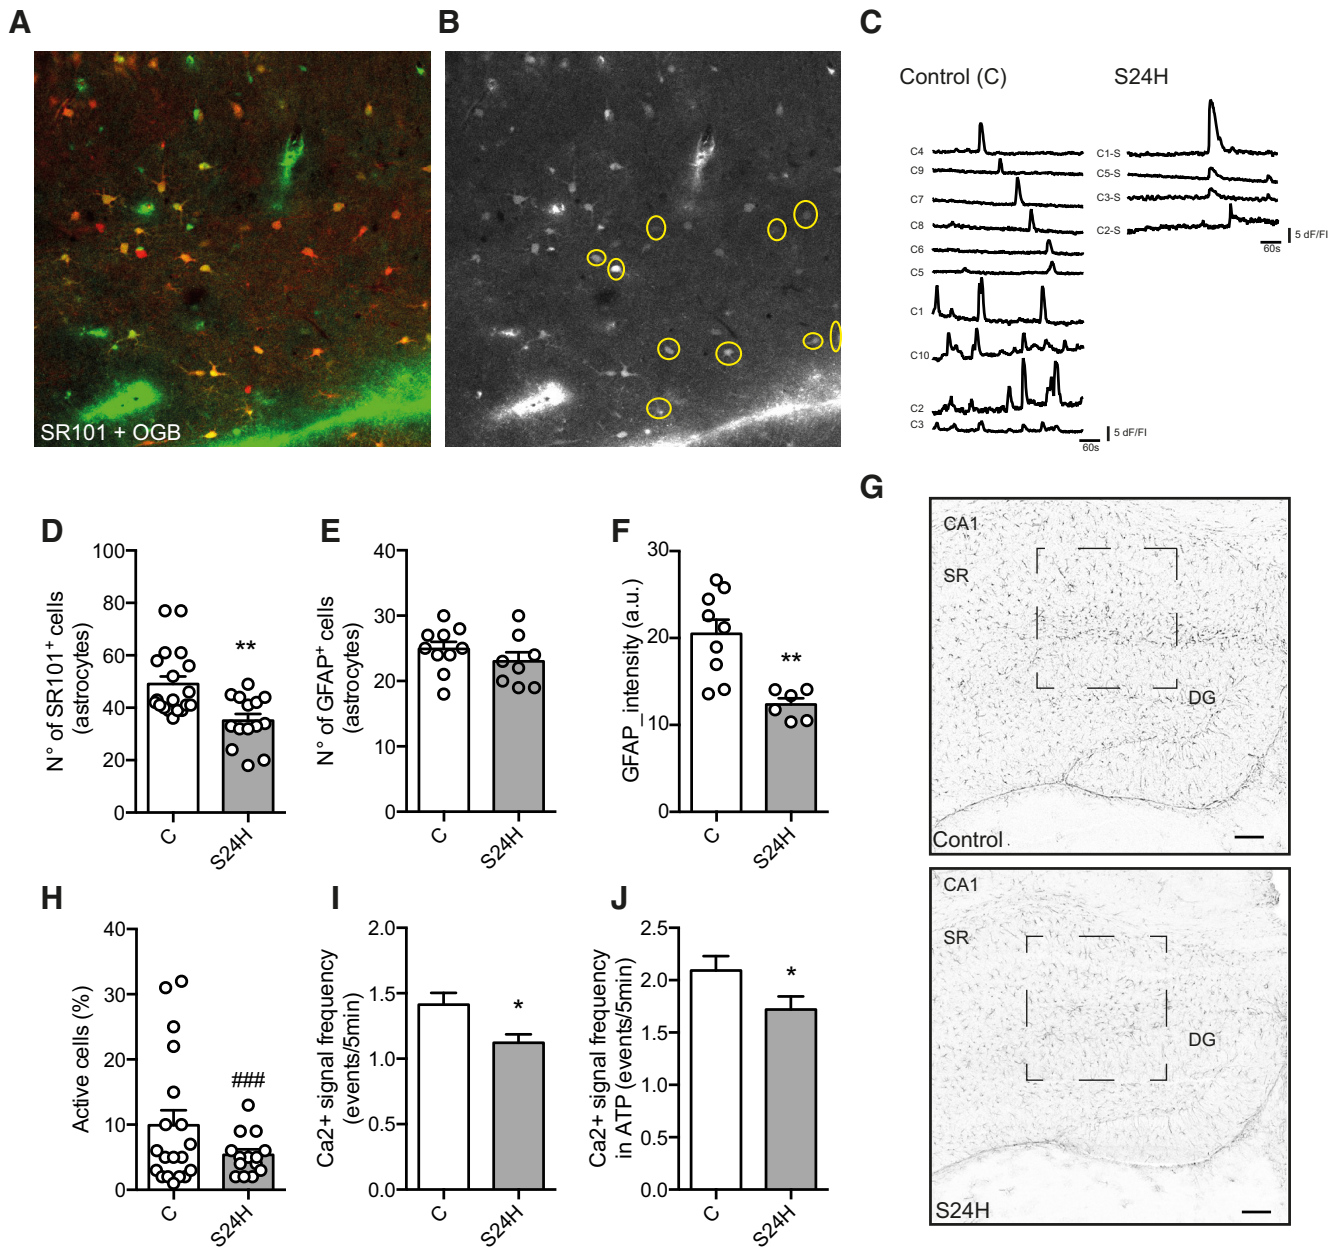 A
B
C
SR101 + OGB
Control (C)
S24H
C4
C9
C7
C8
C6
C5
C1
C10
C2
C3
5 dF/FI
60s
C1-S
C5-S
C3-S
C2-S
5 dF/FI
60s
D
N° of SR101+ cells
(astrocytes)
100
80
60
40
20
0
**
C
S24H
E
N° of GFAP+ cells
(astrocytes)
40
30
20
10
0
C
S24H
F
GFAP_intensity (a.u.)
30
20
10
0
**
C
S24H
G
CA1
SR
DG
Control
CA1
SR
DG
S24H
H
Active cells (%)
40
30
20
10
0
###
C
S24H
I
Ca2+ signal frequency
(events/5min)
2.0
1.5
1.0
0.5
0.0
*
C
S24H
J
Ca2+ signal frequency
in ATP (events/5min)
2.5
2.0
1.5
2.0
0.5
0.0
*
C
S24H